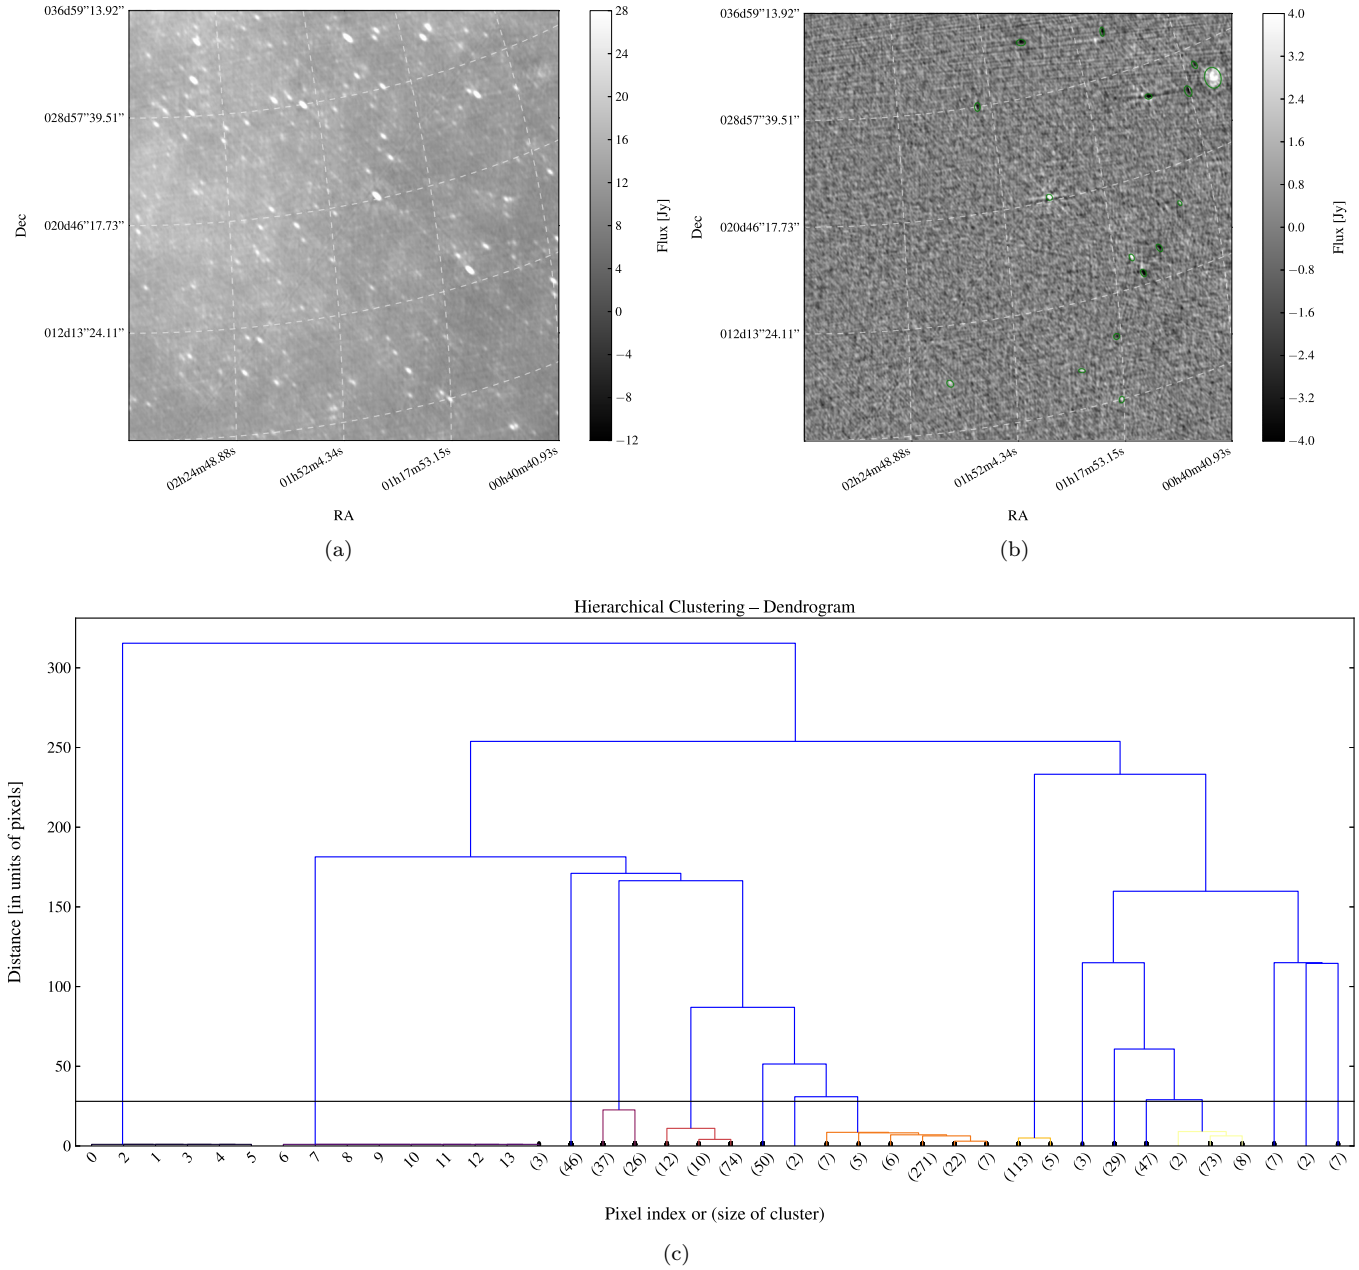 036d59"13.92"
028d57"39.51"
020d46"17.73"
012d13"24.11"
Dec
02h24m48.88s
01h52m4.34s
01h17m53.15s
00h40m40.93s
RA
28
24
20
16
12
8
4
0
−4
−8
−12
Flux [Jy]
(a)
036d59"13.92"
028d57"39.51"
020d46"17.73"
012d13"24.11"
Dec
02h24m48.88s
01h52m4.34s
01h17m53.15s
00h40m40.93s
RA
4.0
3.2
2.4
1.6
0.8
0.0
−0.8
−1.6
−2.4
−3.2
−4.0
Flux [Jy]
(b)
Hierarchical Clustering – Dendrogram
300
250
200
150
100
50
0
Distance [in units of pixels]
0 2 1 3 4 5 6 7 8 9 10 11 12 13 (3) (46) (37) (26) (12) (10) (74) (50) (2) (7) (5) (6) (271) (22) (7) (113) (5) (3) (29) (47) (2) (73) (8) (7) (2) (7)
Pixel index or (size of cluster)
(c)